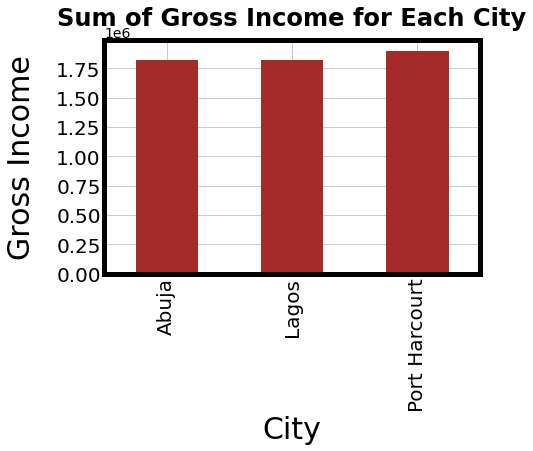 Sum of Gross Income for Each City
1e6
Gross Income
1.75
1.50
1.25
1.00
0.75
0.50
0.25
0.00
Abuja
Lagos
Port Harcourt
City